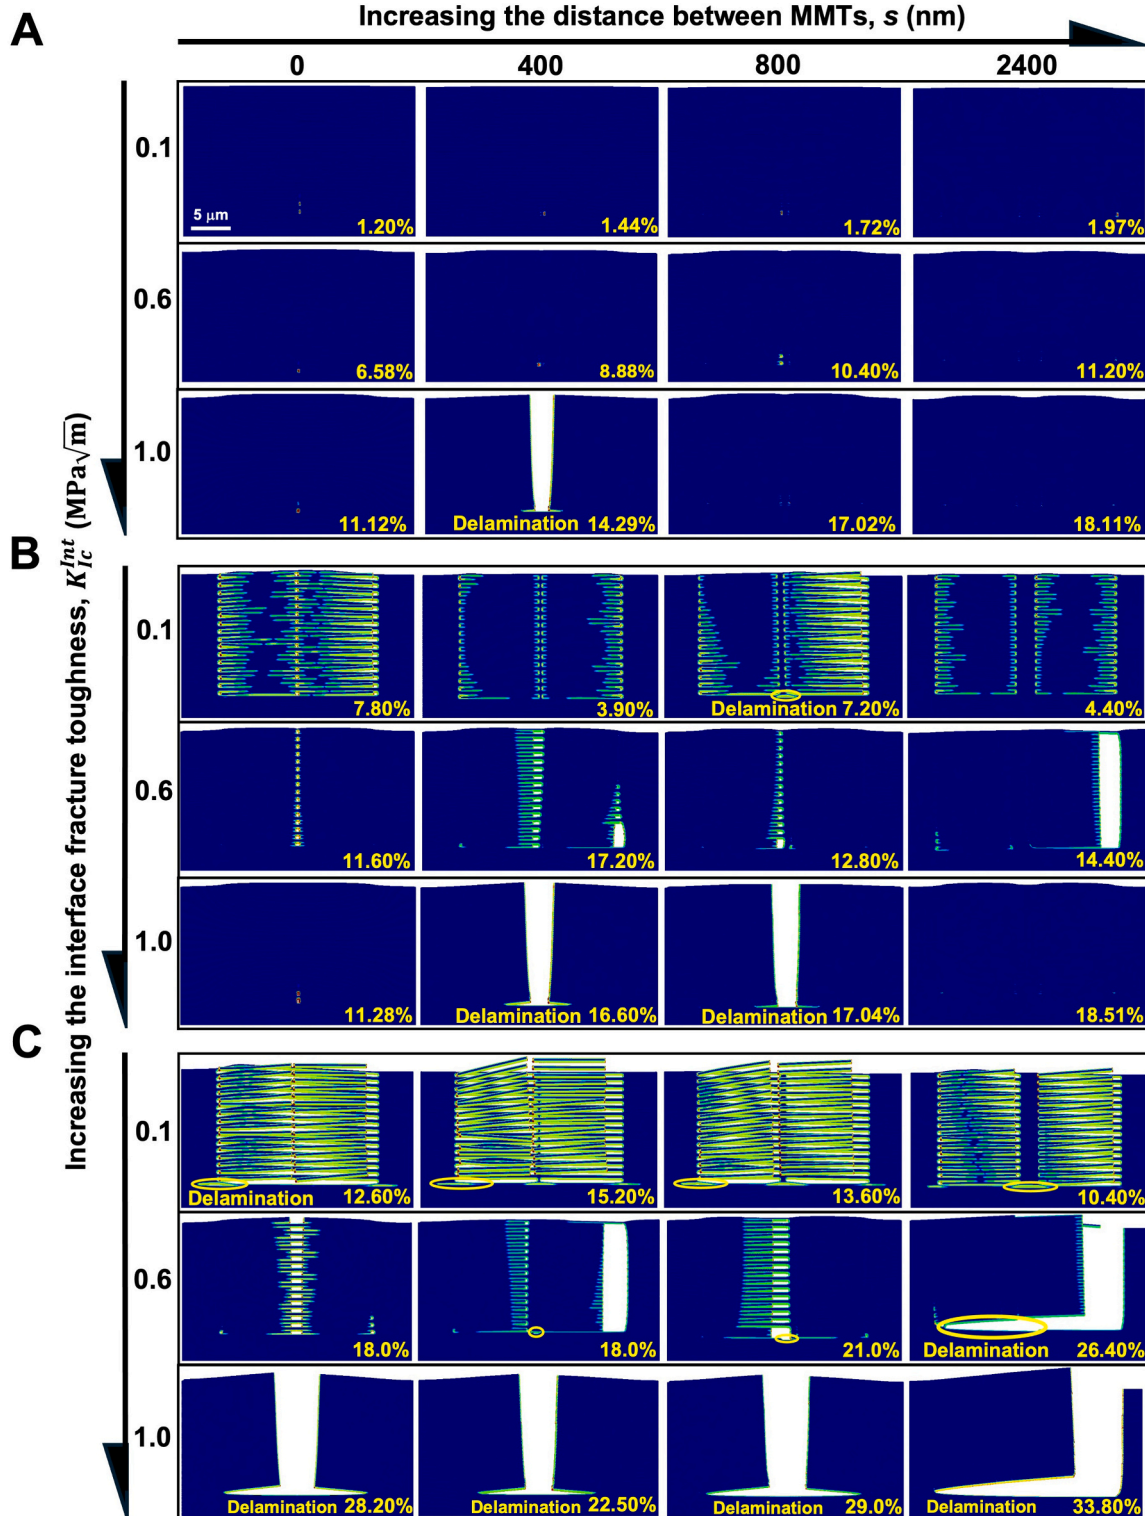 A
Increasing the distance between MMTs, s (nm)
0 400 800 2400
0.1
5 µm
1.20% 1.44% 1.72% 1.97%
0.6
6.58% 8.88% 10.40% 11.20%
1.0
11.12% Delamination 14.29% 17.02% 18.11%
Increasing the interface fracture toughness, K_{Ic}^{Int} (MPa√m)
B
0.1
7.80% 3.90% Delamination 7.20% 4.40%
0.6
11.60% 17.20% 12.80% 14.40%
1.0
11.28% Delamination 16.60% Delamination 17.04% 18.51%
C
0.1
Delamination 12.60% 15.20% 13.60% 10.40%
0.6
18.0% 18.0% 21.0% Delamination 26.40%
1.0
Delamination 28.20% Delamination 22.50% Delamination 29.0% Delamination 33.80%